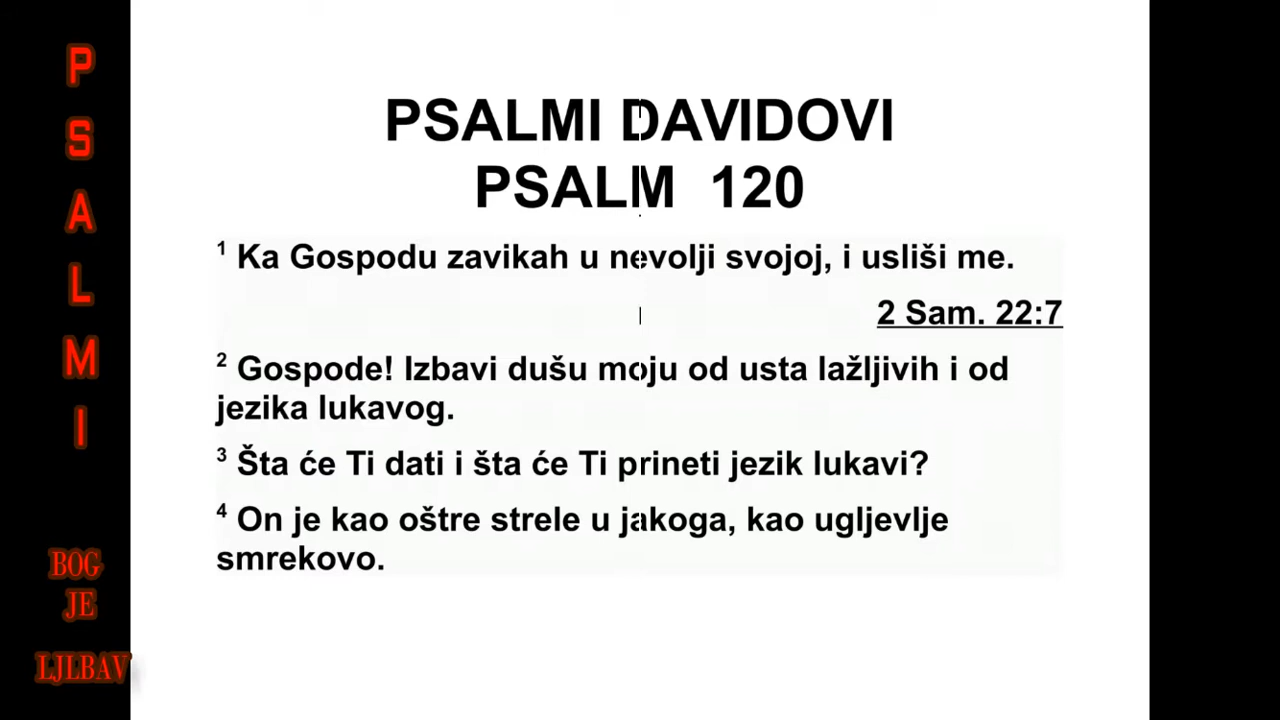 P
S
A
L
M
I
BOG
JE
LJLBAV
PSALMI DAVIDOVI
PSALM 120
1 Ka Gospodu zavikah u nevolji svojoj, i usliši me.
2 Sam. 22:7
2 Gospode! Izbavi dušu moju od usta lažljivih i od
jezika lukavog.
3 Šta će Ti dati i šta će Ti prineti jezik lukavi?
4 On je kao oštre strele u jakoga, kao ugljevlje
smrekovo.